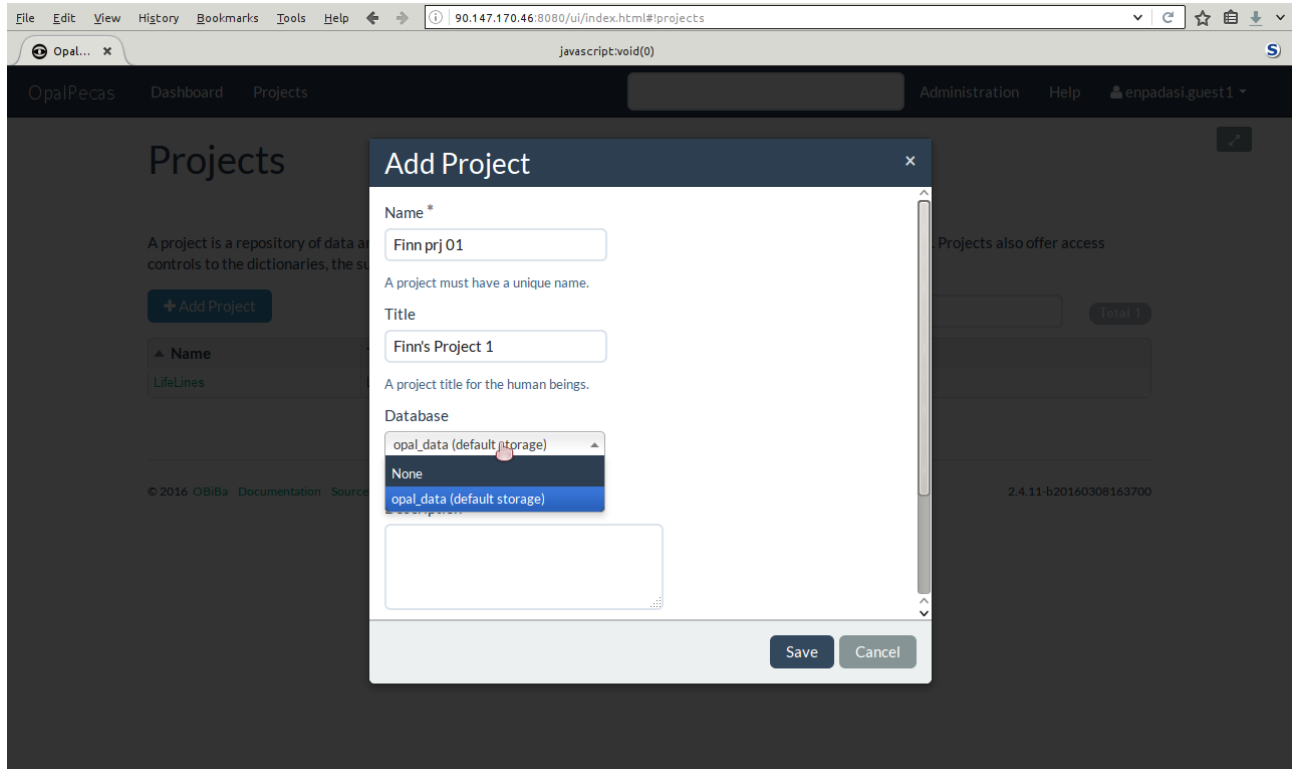 File Edit View History Bookmarks Tools Help 90.147.170.46:8080/ui/index.html#!projects
Opal... × javascript:void(0) S
OpalPecas Dashboard Projects Administration Help enpadasi.guest1
Projects
Add Project ×
Name *
Finn prj 01
A project is a repository of data . Projects also offer access
controls to the dictionaries, the
A project must have a unique name.
+ Add Project
Title
Total 1
Finn's Project 1
Name
LifeLines
A project title for the human beings.
Database
opal_data (default storage)
None
© 2016 OBiBa Documentation Source 2.4.11-b20160308163700
opal_data (default storage)
Save Cancel